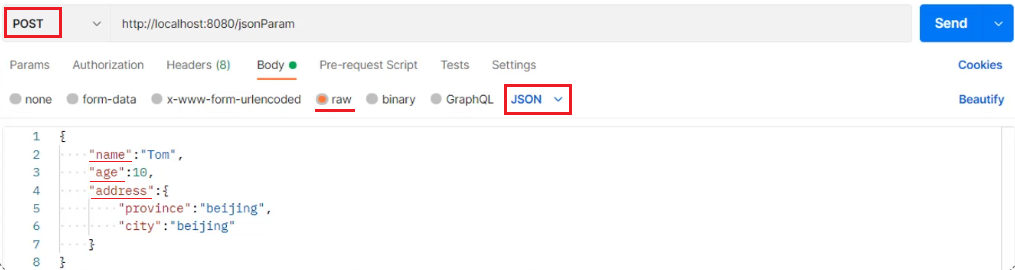 POST http://localhost:8080/jsonParam Send
Params Authorization Headers (8) Body Pre-request Script Tests Settings Cookies
none form-data x-www-form-urlencoded raw binary GraphQL JSON Beautify
1 {
2 "name":"Tom",
3 "age":10,
4 "address":{
5 "province":"beijing",
6 "city":"beijing"
7 }
8 }